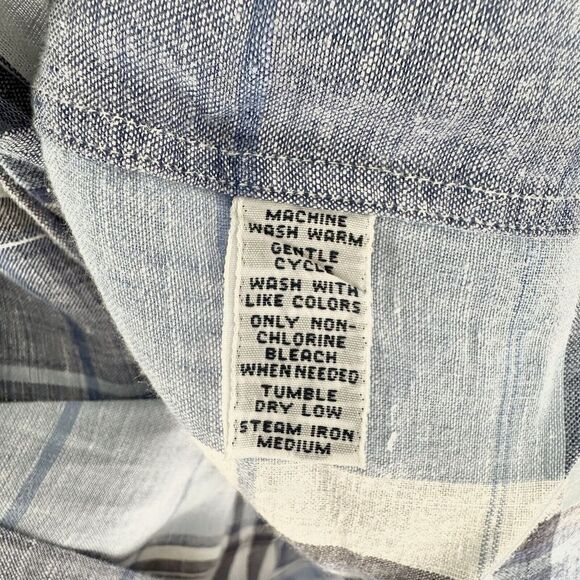 MACHINE
WASH WARM
GENTLE
CYCLE
WASH WITH
LIKE COLORS
ONLY NON-
CHLORINE
BLEACH
WHEN NEEDED
TUMBLE
DRY LOW
STEAM IRON
MEDIUM